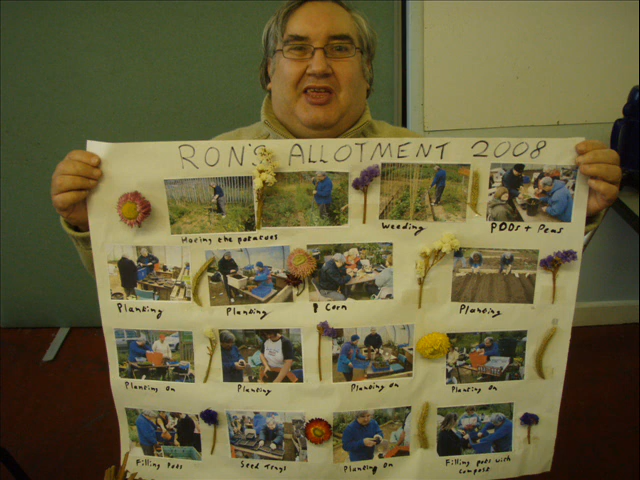 RON'S ALLOTMENT 2008
Hoeing the potatoes
Weeding
PODs + Peas
Planting
Planting
P Corn
Planting
Planting On
Planting
Planting On
Planting On
Filling Pots
Seed Trays
Planting On
Filling pots with
compost